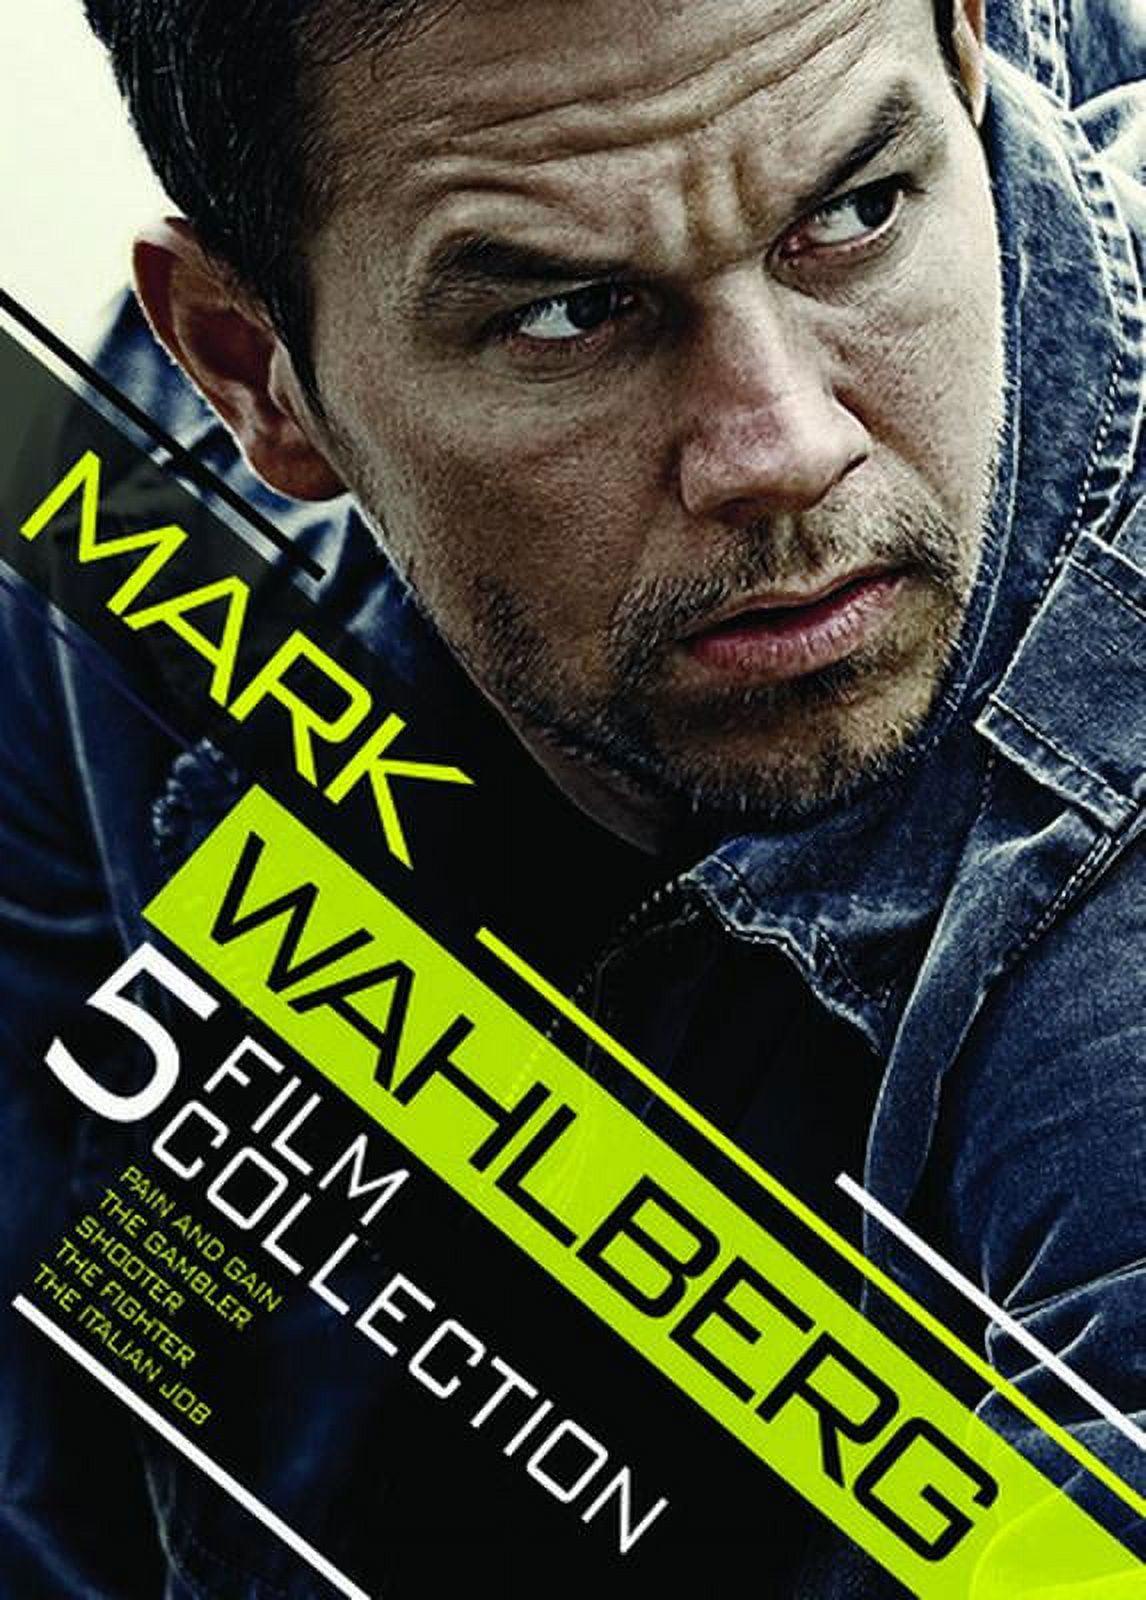 MARK
WAHLBERG
5 FILM
COLLECTION
PAIN AND GAIN
THE GAMBLER
SHOOTER
THE FIGHTER
THE ITALIAN JOB